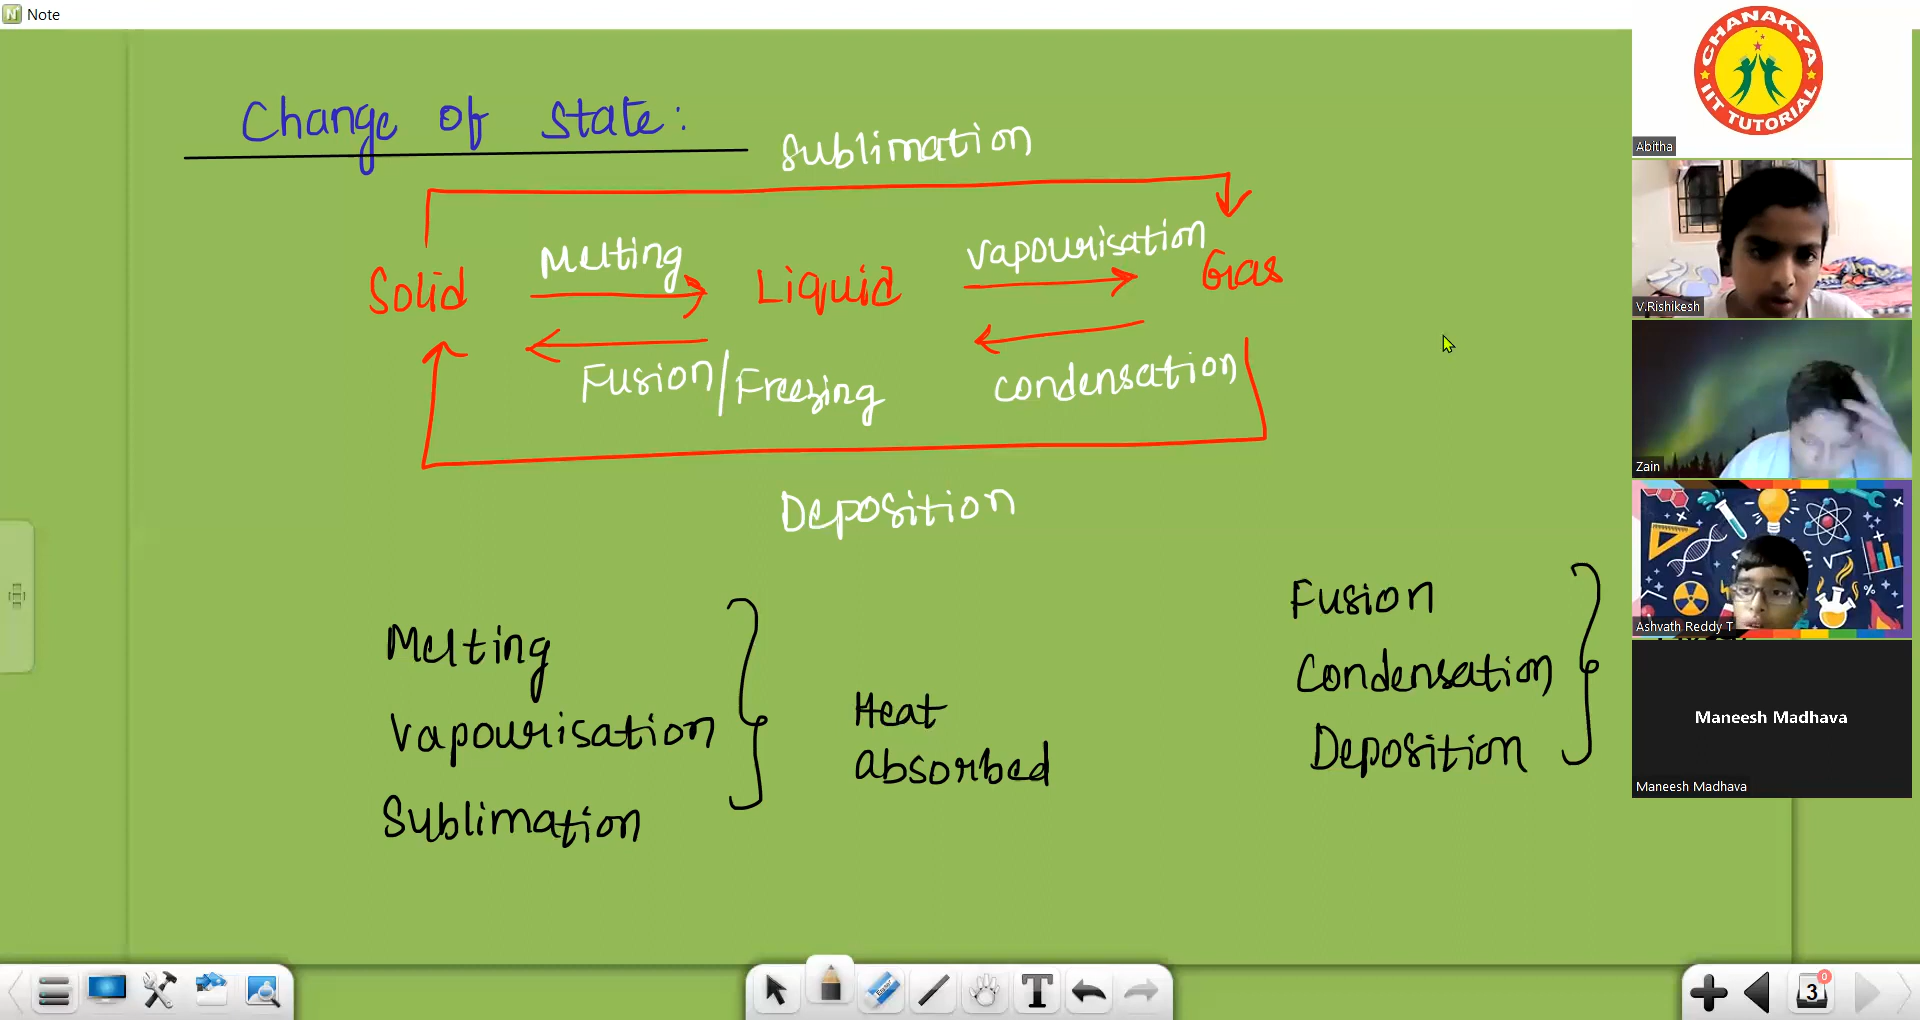 Note
Change of state:
Sublimation
Melting
Vapourisation
Solid
Liquid
Gas
Fusion/Freezing
Condensation
Deposition
Melting
Vapourisation
Sublimation
Heat
absorbed
Fusion
Condensation
Deposition
CHANAKYA
IIT TUTORIAL
Abitha
V.Rishikesh
Zain
Ashvath Reddy T
Maneesh Madhava
Maneesh Madhava
T
3
0